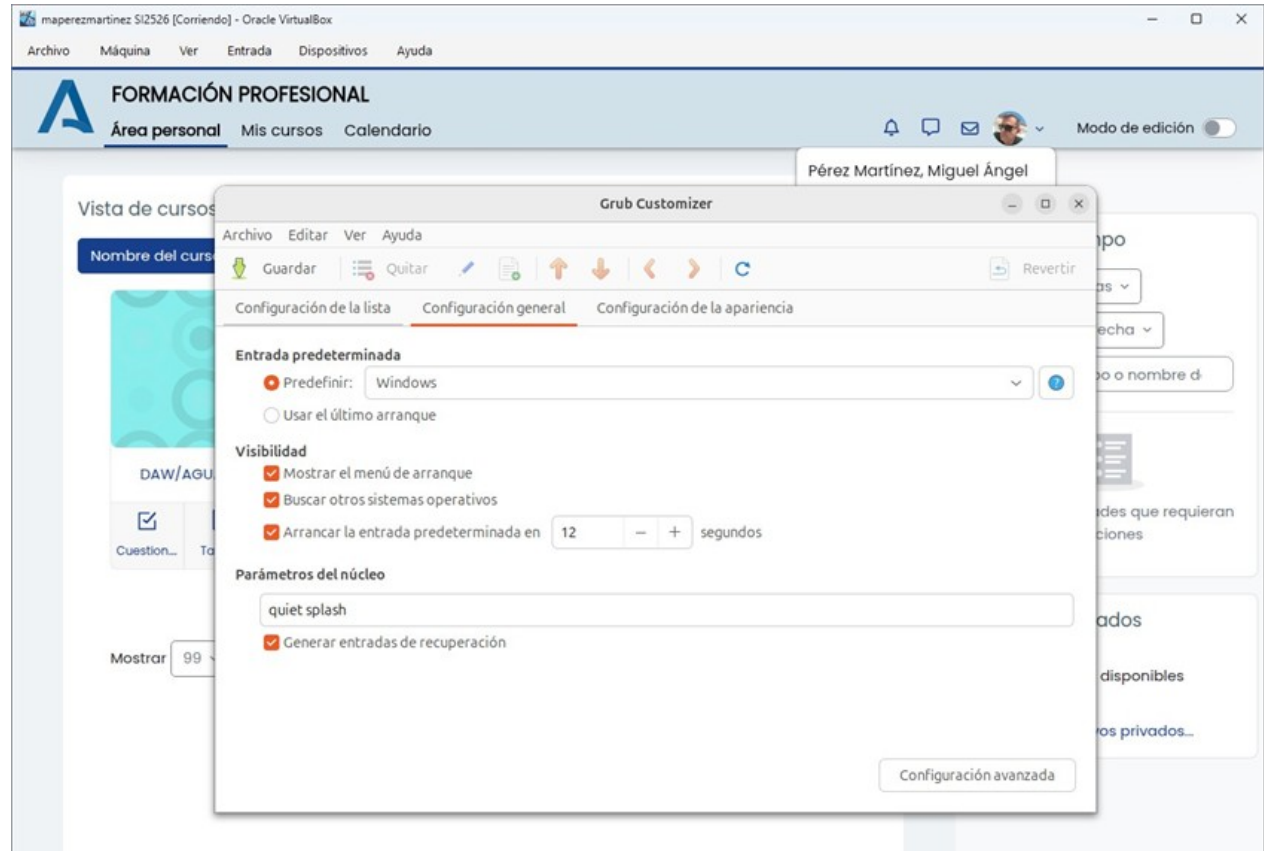 maperezmartinez SI2526 [Corriendo] - Oracle VirtualBox
Archivo Máquina Ver Entrada Dispositivos Ayuda
FORMACIÓN PROFESIONAL
Área personal Mis cursos Calendario
Modo de edición
Pérez Martínez, Miguel Ángel
Vista de cursos
Nombre del curs
DAW/AGU
Cuestion...
Ta
Mostrar 99
Grub Customizer
Archivo Editar Ver Ayuda
Guardar Quitar Revertir
Configuración de la lista Configuración general Configuración de la apariencia
Entrada predeterminada
Predefinir: Windows
Usar el último arranque
Visibilidad
Mostrar el menú de arranque
Buscar otros sistemas operativos
Arrancar la entrada predeterminada en 12 segundos
Parámetros del núcleo
quiet splash
Generar entradas de recuperación
Configuración avanzada
po
as
echa
o o nombre d
des que requieran
ciones
ados
disponibles
os privados...